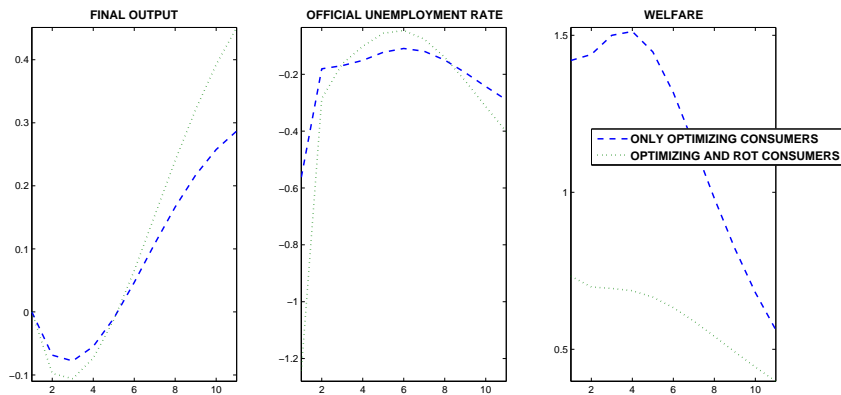 FINAL OUTPUT
0.4
0.3
0.2
0.1
0
−0.1
2 4 6 8 10
OFFICIAL UNEMPLOYMENT RATE
−0.2
−0.4
−0.6
−0.8
−1
−1.2
2 4 6 8 10
WELFARE
1.5
1
0.5
2 4 6 8 10
ONLY OPTIMIZING CONSUMERS
OPTIMIZING AND ROT CONSUMERS